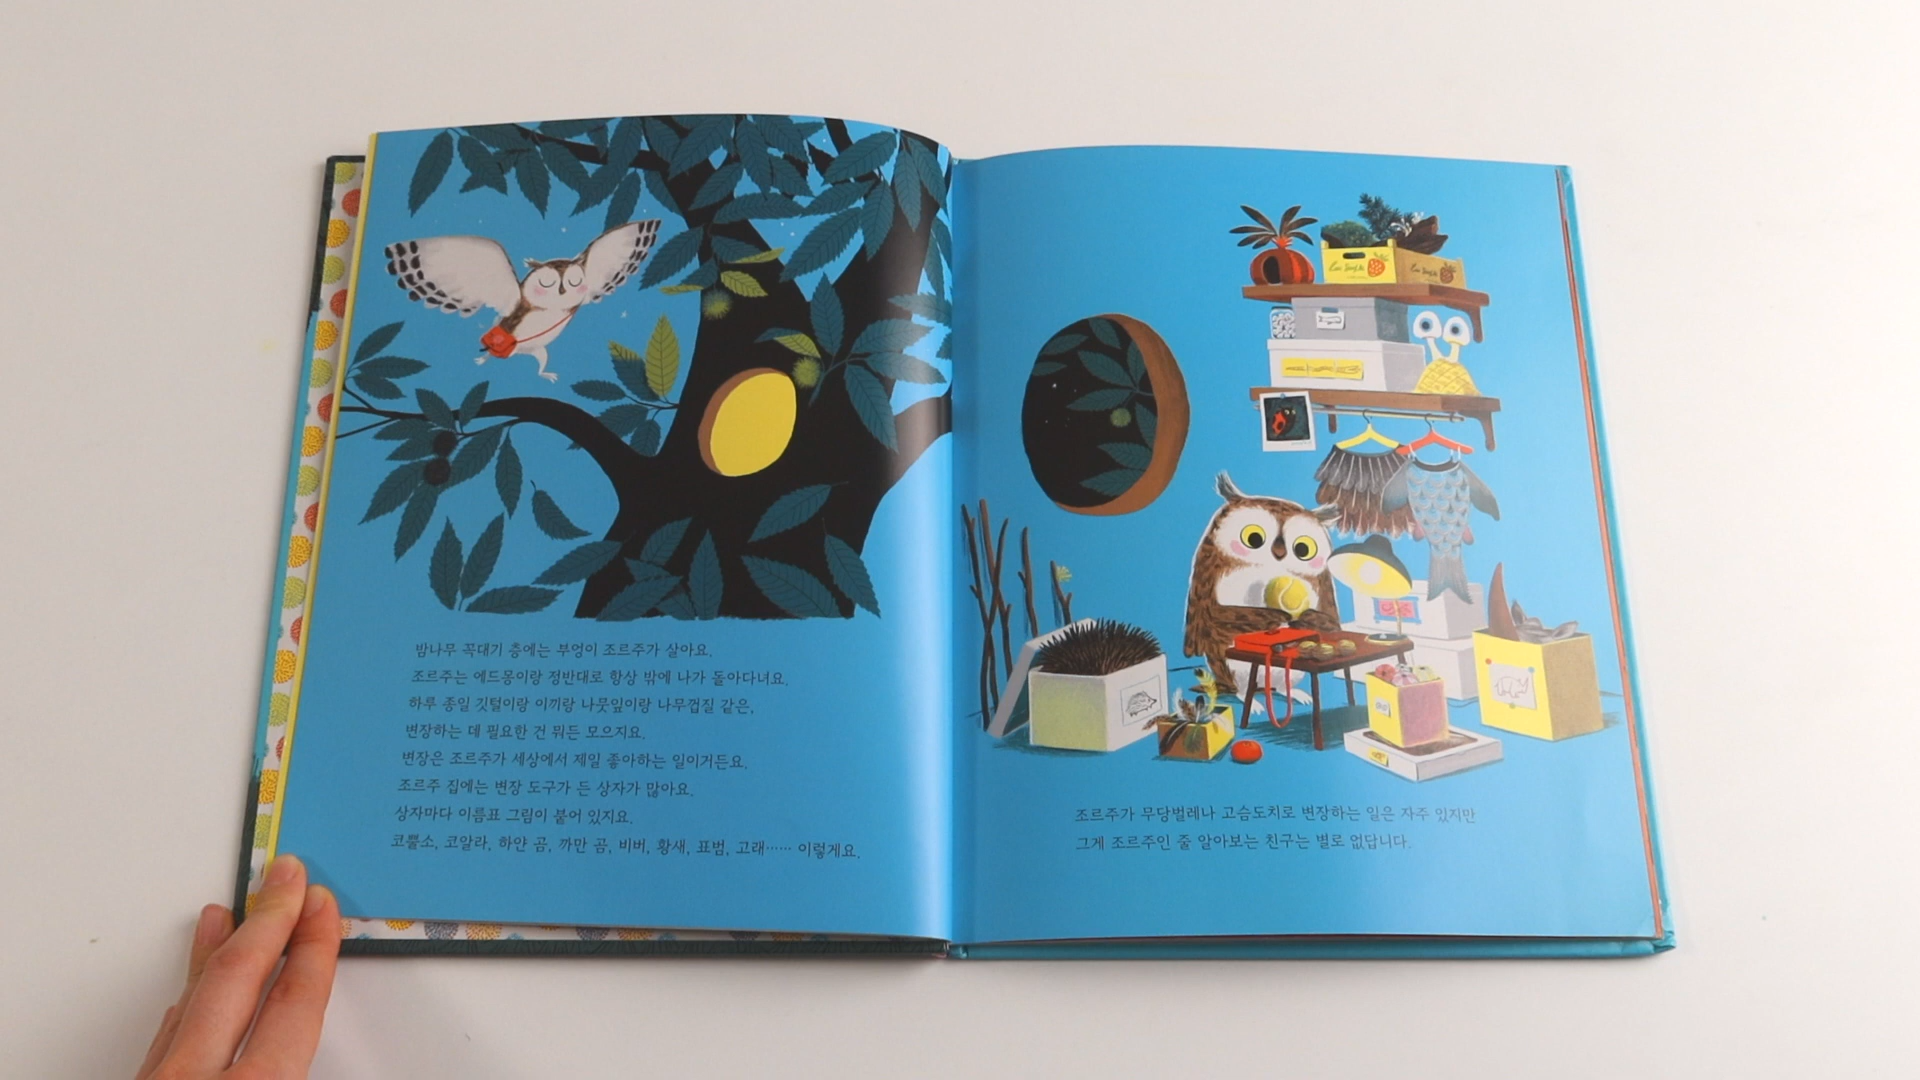 밤나무 꼭대기 층에는 부엉이 조르주가 살아요.
조르주는 에드몽이랑 정반대로 항상 밖에 나가 돌아다녀요.
하루 종일 깃털이랑 이끼랑 나뭇잎이랑 나무껍질 같은,
변장하는 데 필요한 건 뭐든 모으지요.
변장은 조르주가 세상에서 제일 좋아하는 일이거든요.
조르주 집에는 변장 도구가 든 상자가 많아요.
상자마다 이름표 그림이 붙어 있지요.
코뿔소, 코알라, 하얀 곰, 까만 곰, 비버, 황새, 표범, 고래…… 이렇게요.
조르주가 무당벌레나 고슴도치로 변장하는 일은 자주 있지만
그게 조르주인 줄 알아보는 친구는 별로 없답니다.